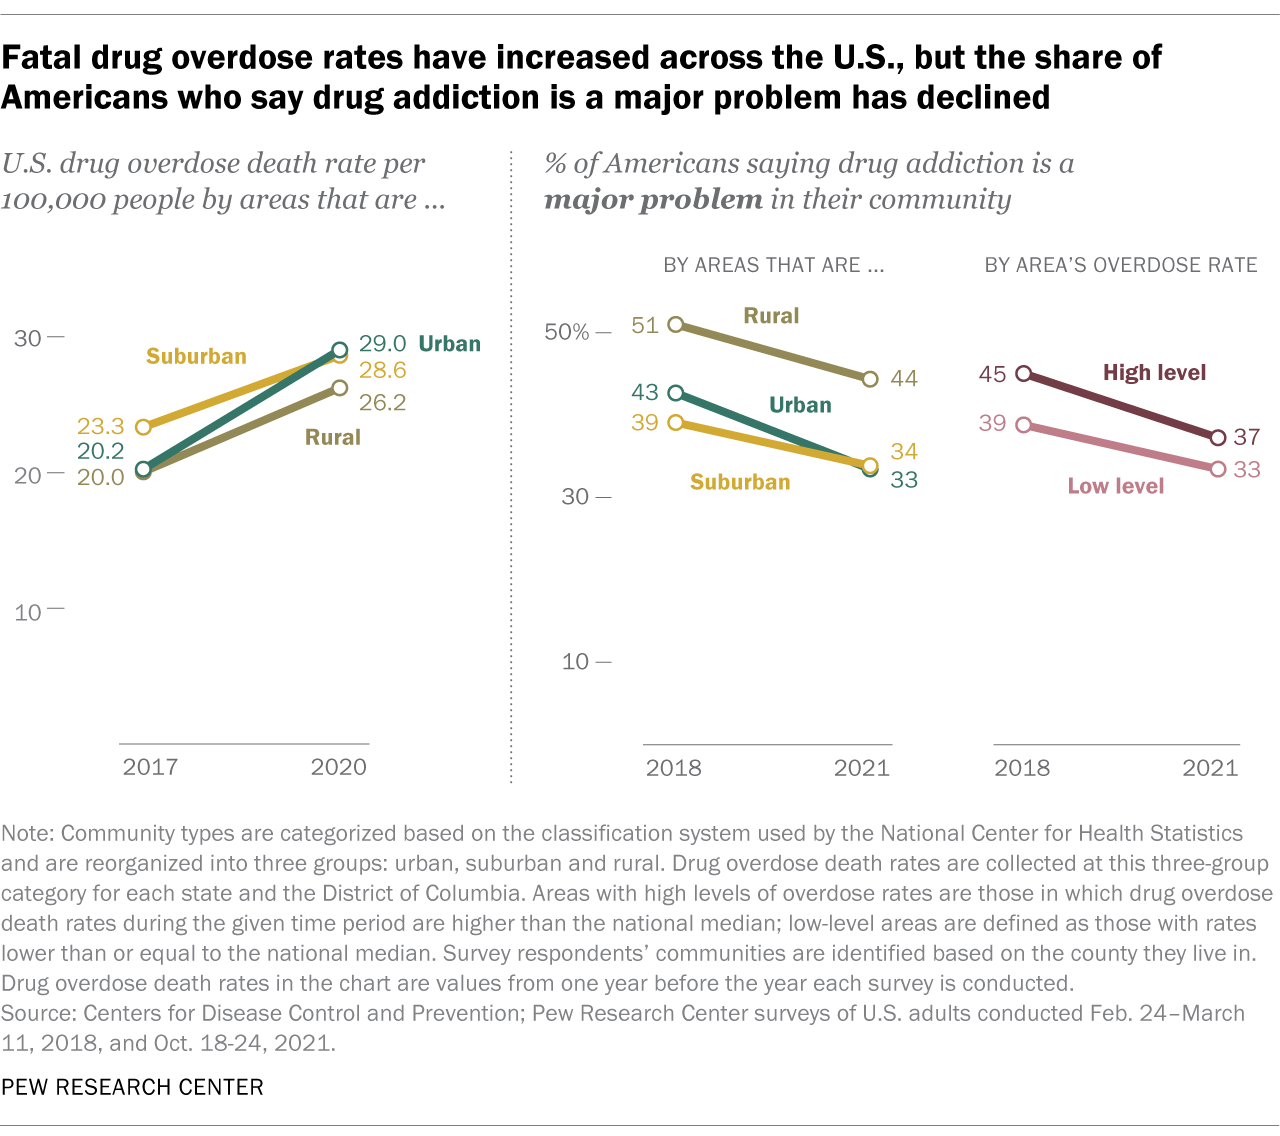 Fatal drug overdose rates have increased across the U.S., but the share of
Americans who say drug addiction is a major problem has declined
U.S. drug overdose death rate per
100,000 people by areas that are ...
30
20
10
Suburban
23.3
20.2
20.0
29.0 Urban
28.6
26.2
Rural
2017
2020
% of Americans saying drug addiction is a
major problem in their community
BY AREAS THAT ARE ...
50%
30
10
51
Rural
44
43
Urban
39
34
Suburban
33
2018
2021
BY AREA’S OVERDOSE RATE
45
High level
39
37
Low level
33
2018
2021
Note: Community types are categorized based on the classification system used by the National Center for Health Statistics
and are reorganized into three groups: urban, suburban and rural. Drug overdose death rates are collected at this three-group
category for each state and the District of Columbia. Areas with high levels of overdose rates are those in which drug overdose
death rates during the given time period are higher than the national median; low-level areas are defined as those with rates
lower than or equal to the national median. Survey respondents’ communities are identified based on the county they live in.
Drug overdose death rates in the chart are values from one year before the year each survey is conducted.
Source: Centers for Disease Control and Prevention; Pew Research Center surveys of U.S. adults conducted Feb. 24–March
11, 2018, and Oct. 18-24, 2021.
PEW RESEARCH CENTER